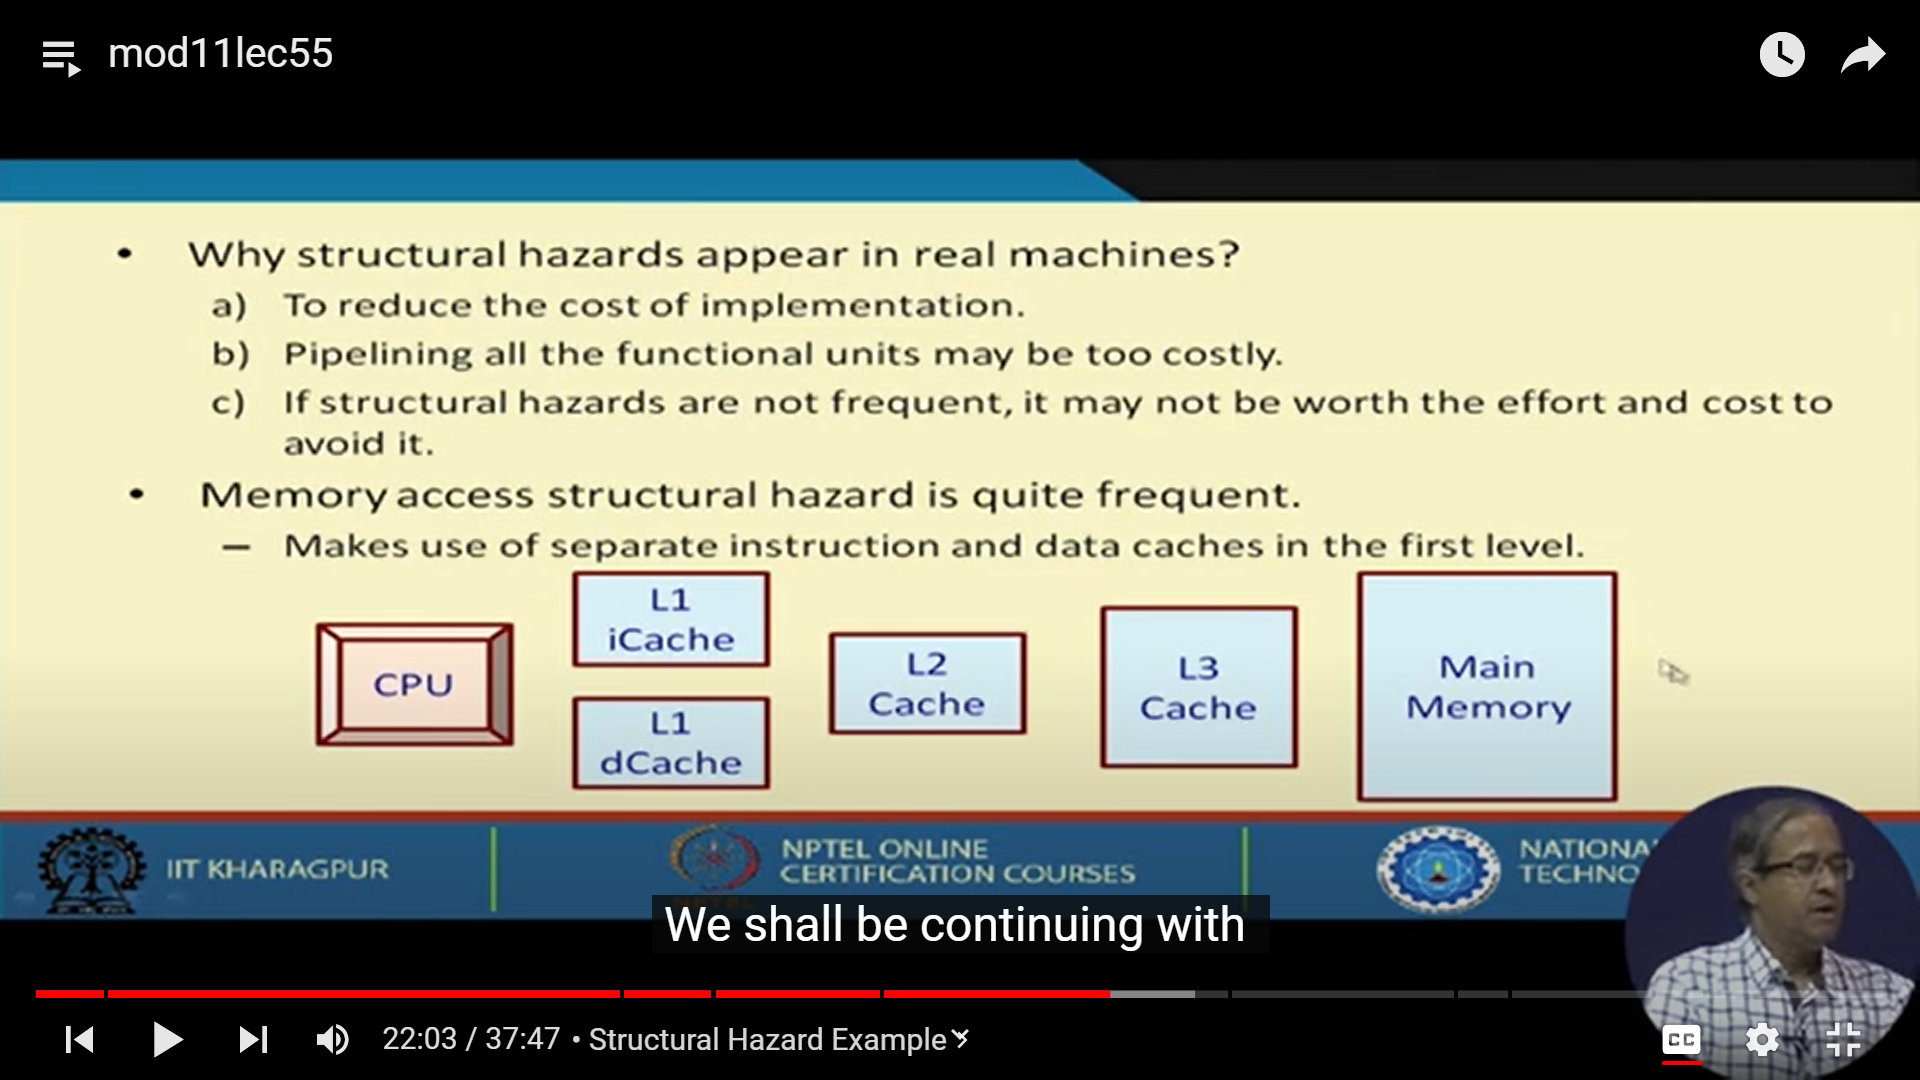 mod11lec55
• Why structural hazards appear in real machines?
a) To reduce the cost of implementation.
b) Pipelining all the functional units may be too costly.
c) If structural hazards are not frequent, it may not be worth the effort and cost to
avoid it.
• Memory access structural hazard is quite frequent.
– Makes use of separate instruction and data caches in the first level.
CPU
L1
iCache
L1
dCache
L2
Cache
L3
Cache
Main
Memory
IIT KHARAGPUR
NPTEL ONLINE
CERTIFICATION COURSES
NATIONA
TECHNO
We shall be continuing with
22:03 / 37:47 • Structural Hazard Example
CC